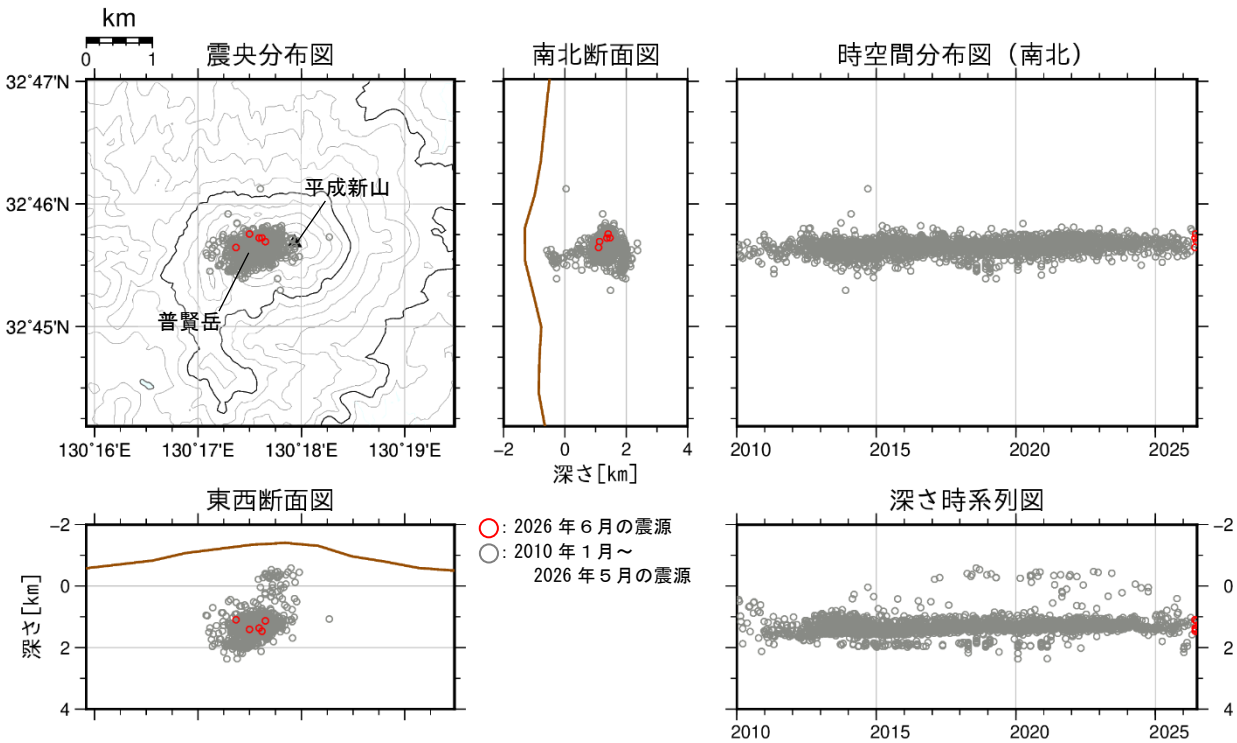 km
0 1
震央分布図
32°47'N
32°46'N
32°45'N
130°16'E 130°17'E 130°18'E 130°19'E
平成新山
普賢岳
南北断面図
-2 0 2 4
深さ[km]
時空間分布図（南北）
2010 2015 2020 2025
東西断面図
-2
0
2
4
深さ[km]
○: 2026 年６月の震源
○: 2010 年１月～
2026 年５月の震源
深さ時系列図
-2
0
2
4
2010 2015 2020 2025